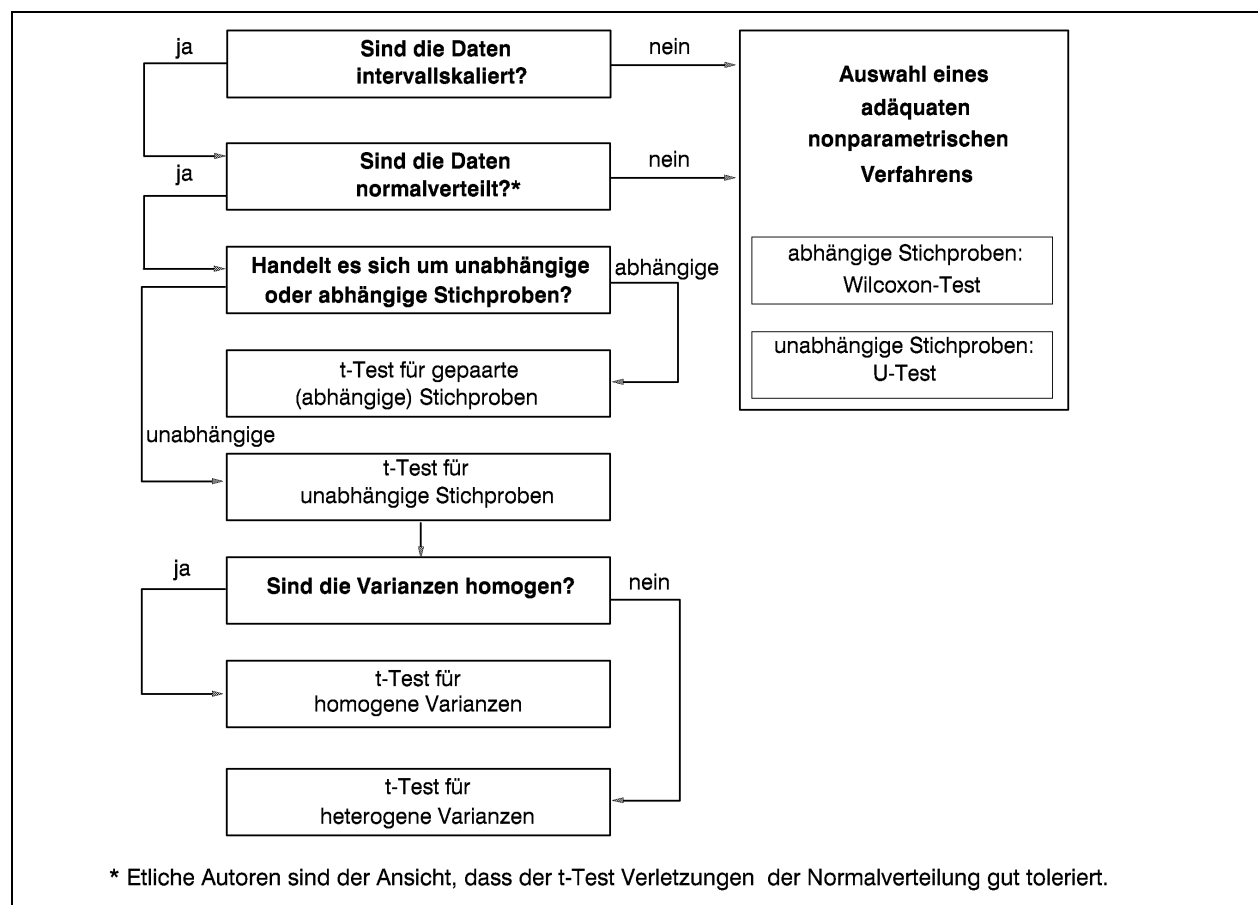 ja
Sind die Daten
intervallskaliert?
nein
Auswahl eines
adäquaten
nonparametrischen
Verfahrens
ja
Sind die Daten
normalverteilt?*
nein
Handelt es sich um unabhängige
oder abhängige Stichproben?
abhängige
abhängige Stichproben:
Wilcoxon-Test
unabhängige Stichproben:
U-Test
t-Test für gepaarte
(abhängige) Stichproben
unabhängige
t-Test für
unabhängige Stichproben
ja
Sind die Varianzen homogen?
nein
t-Test für
homogene Varianzen
t-Test für
heterogene Varianzen
* Etliche Autoren sind der Ansicht, dass der t-Test Verletzungen der Normalverteilung gut toleriert.